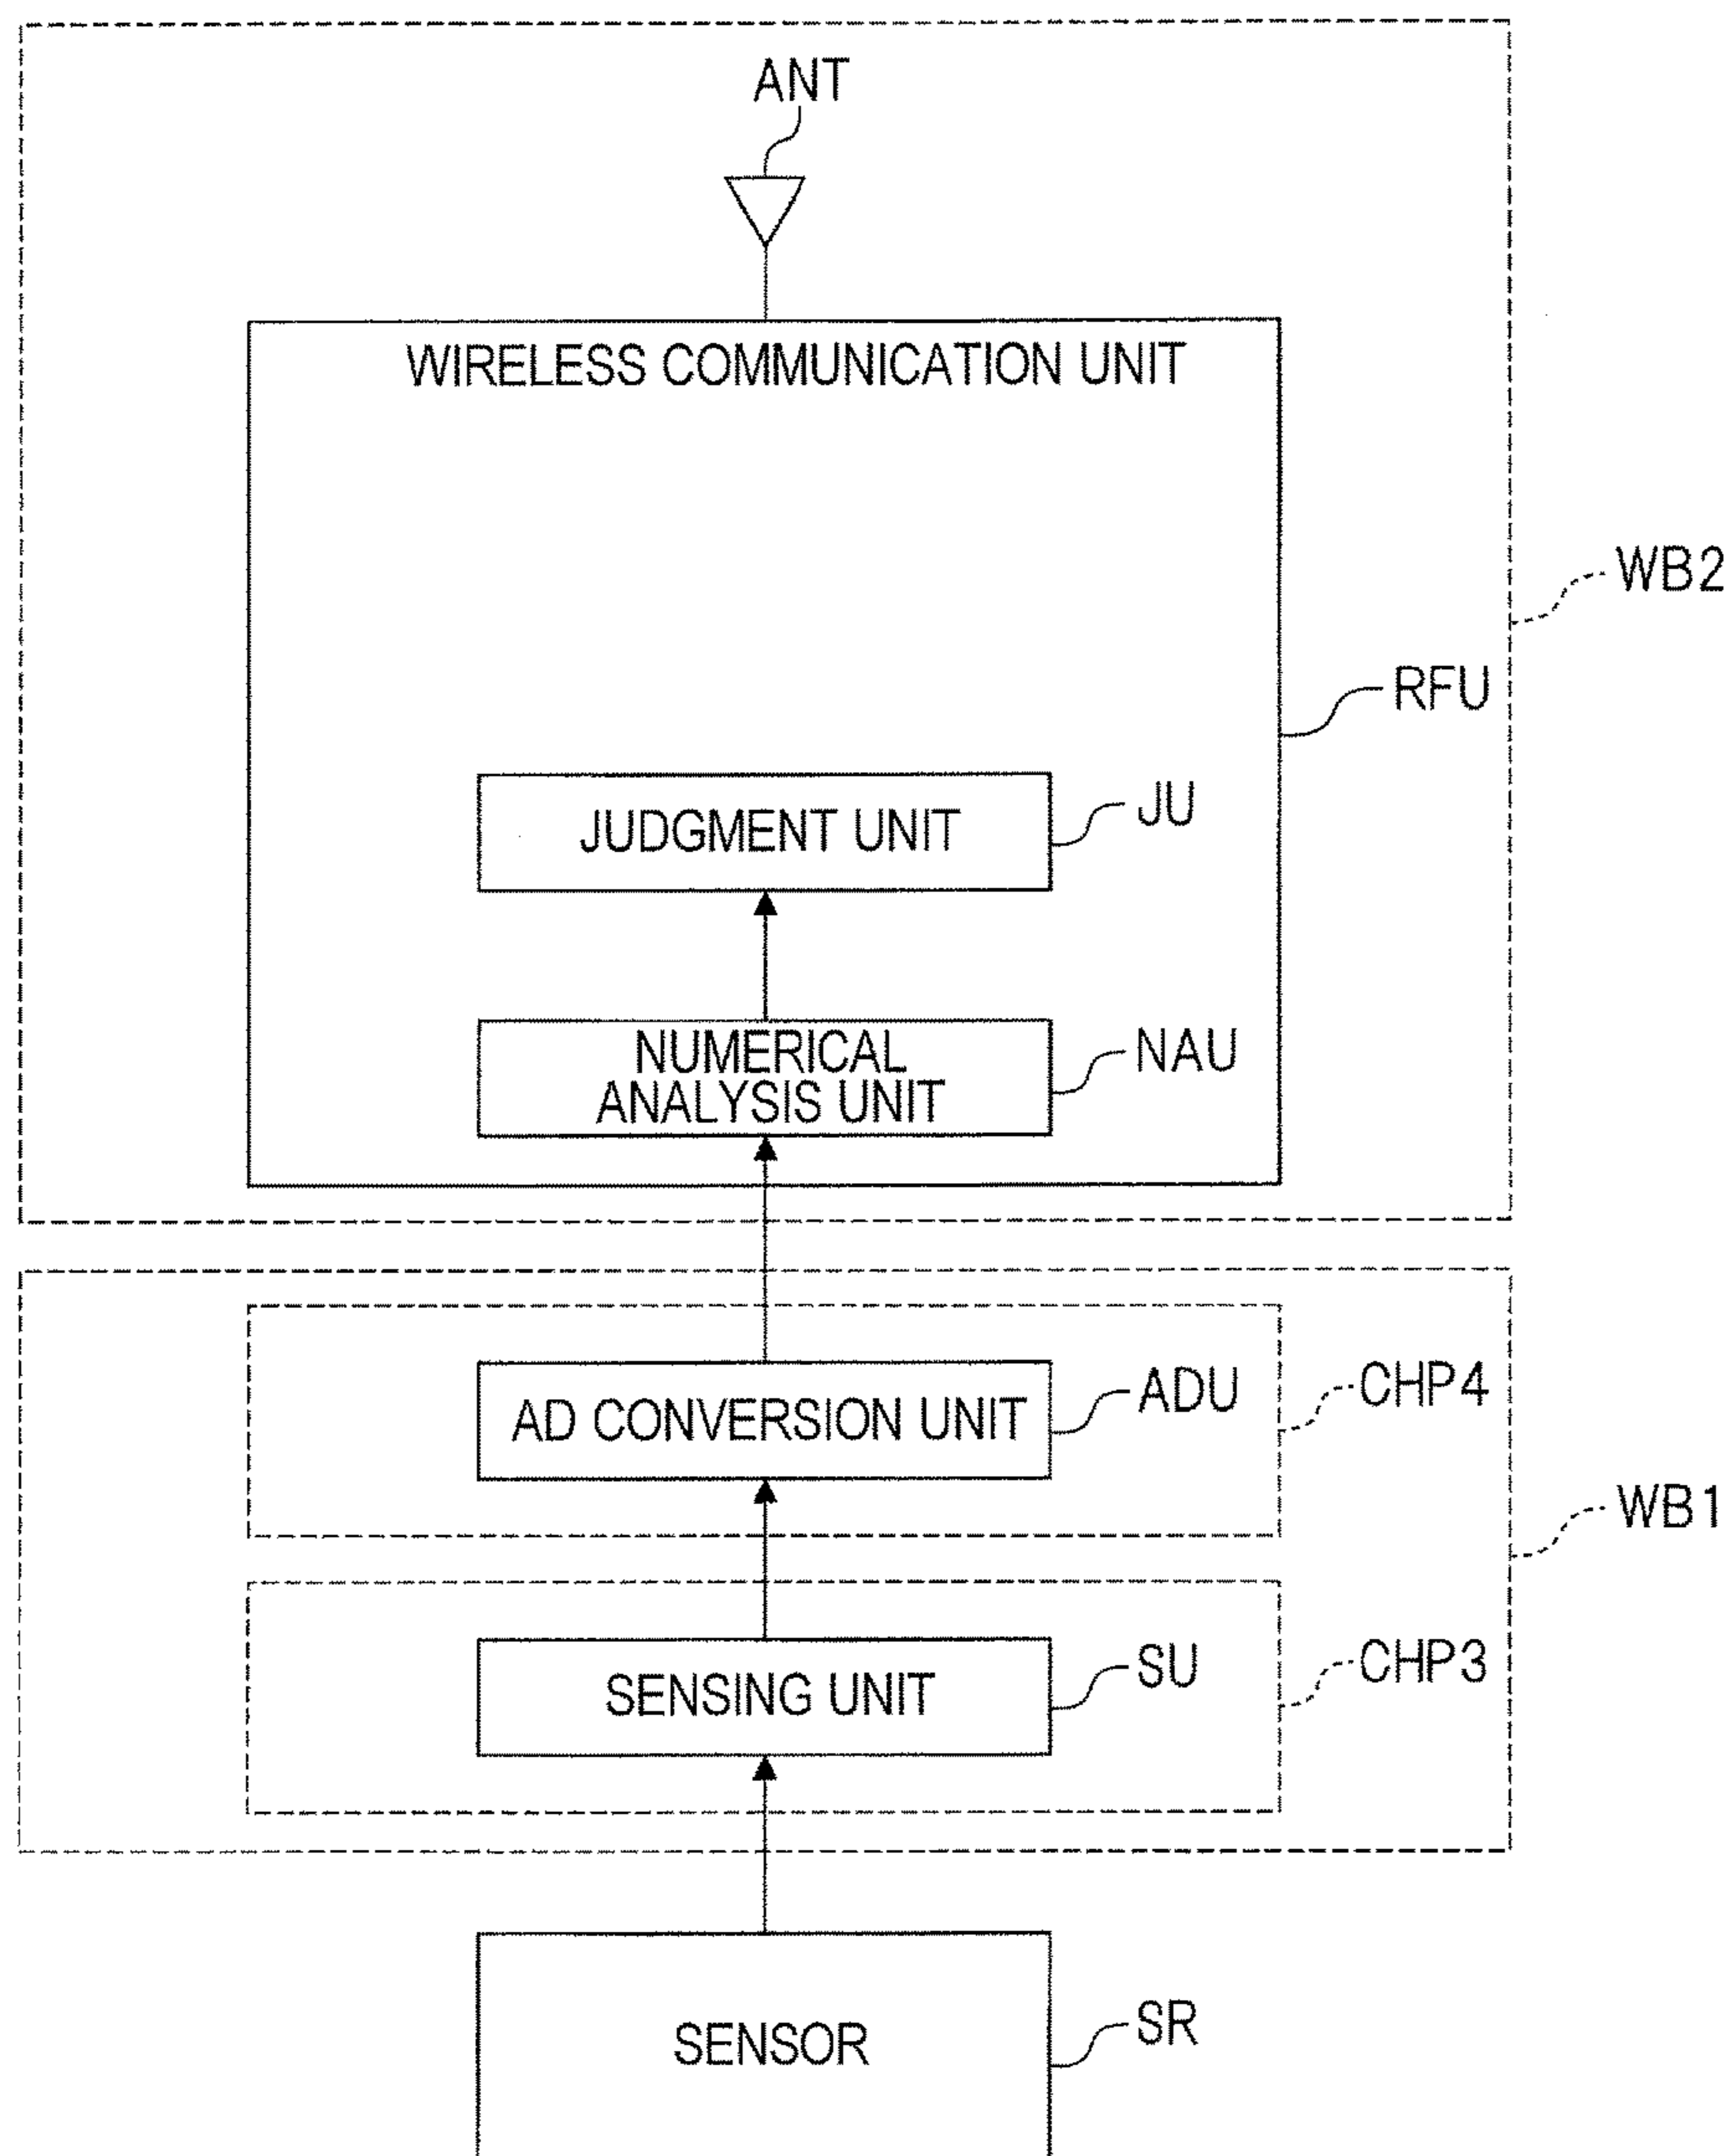 ANT
WIRELESS COMMUNICATION UNIT
WB2
RFU
JUDGMENT UNIT
JU
NUMERICAL
ANALYSIS UNIT
NAU
AD CONVERSION UNIT
ADU
CHP4
WB1
SENSING UNIT
SU
CHP3
SENSOR
SR